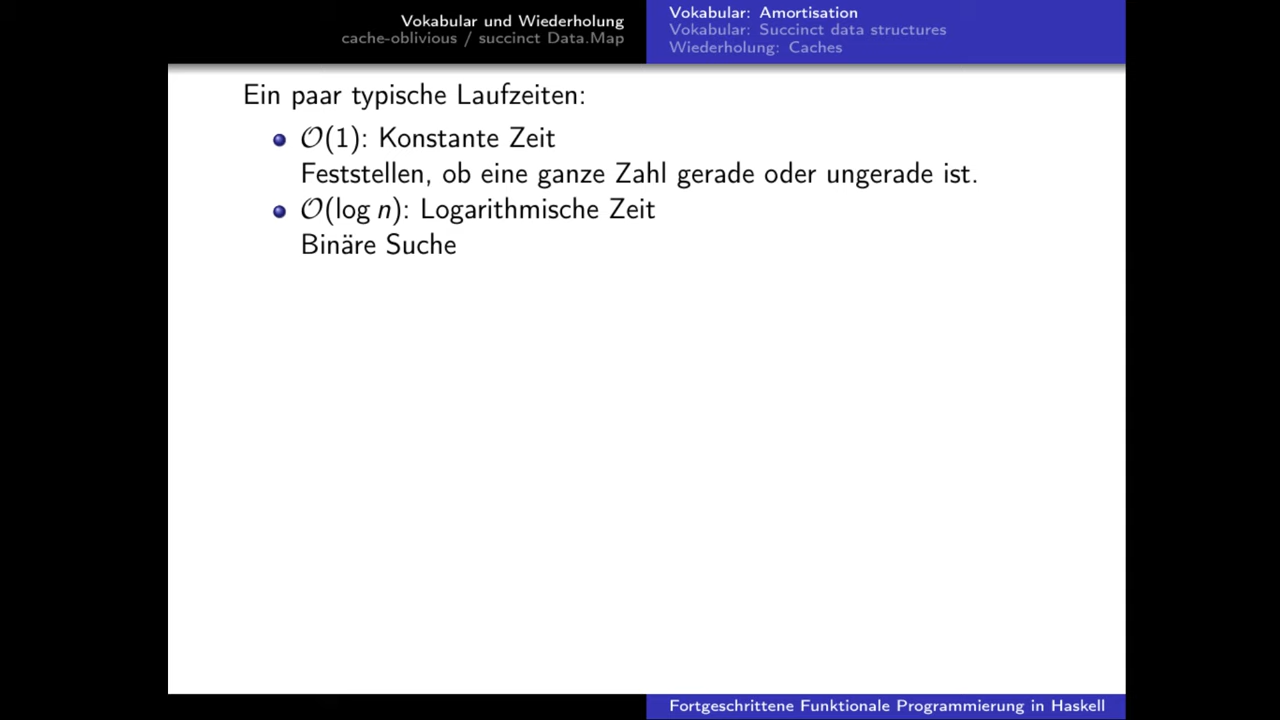 Vokabular und Wiederholung
cache-oblivious / succinct Data.Map
Vokabular: Amortisation
Vokabular: Succinct data structures
Wiederholung: Caches
Ein paar typische Laufzeiten:
O(1): Konstante Zeit
Feststellen, ob eine ganze Zahl gerade oder ungerade ist.
O(log n): Logarithmische Zeit
Binäre Suche
Fortgeschrittene Funktionale Programmierung in Haskell